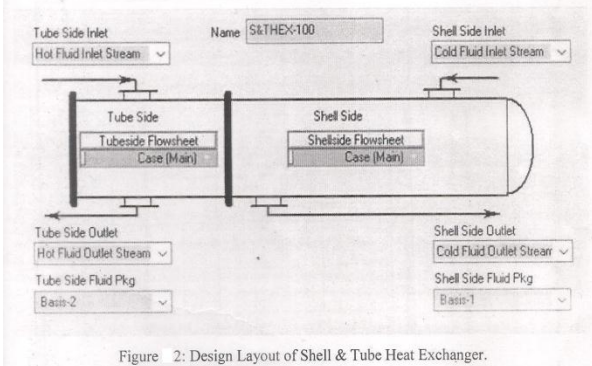 Tube Side Inlet
Name S&THEX-100
Shell Side Inlet
Hot Fluid Inlet Stream
Cold Fluid Inlet Stream
Tube Side
Shell Side
Tubeside Flowsheet
Shellside Flowsheet
Case (Main)
Case (Main)
Tube Side Outlet
Shell Side Outlet
Hot Fluid Outlet Stream
Cold Fluid Outlet Stream
Tube Side Fluid Pkg
Shell Side Fluid Pkg
Basis-2
Basis-1
Figure 2: Design Layout of Shell & Tube Heat Exchanger.